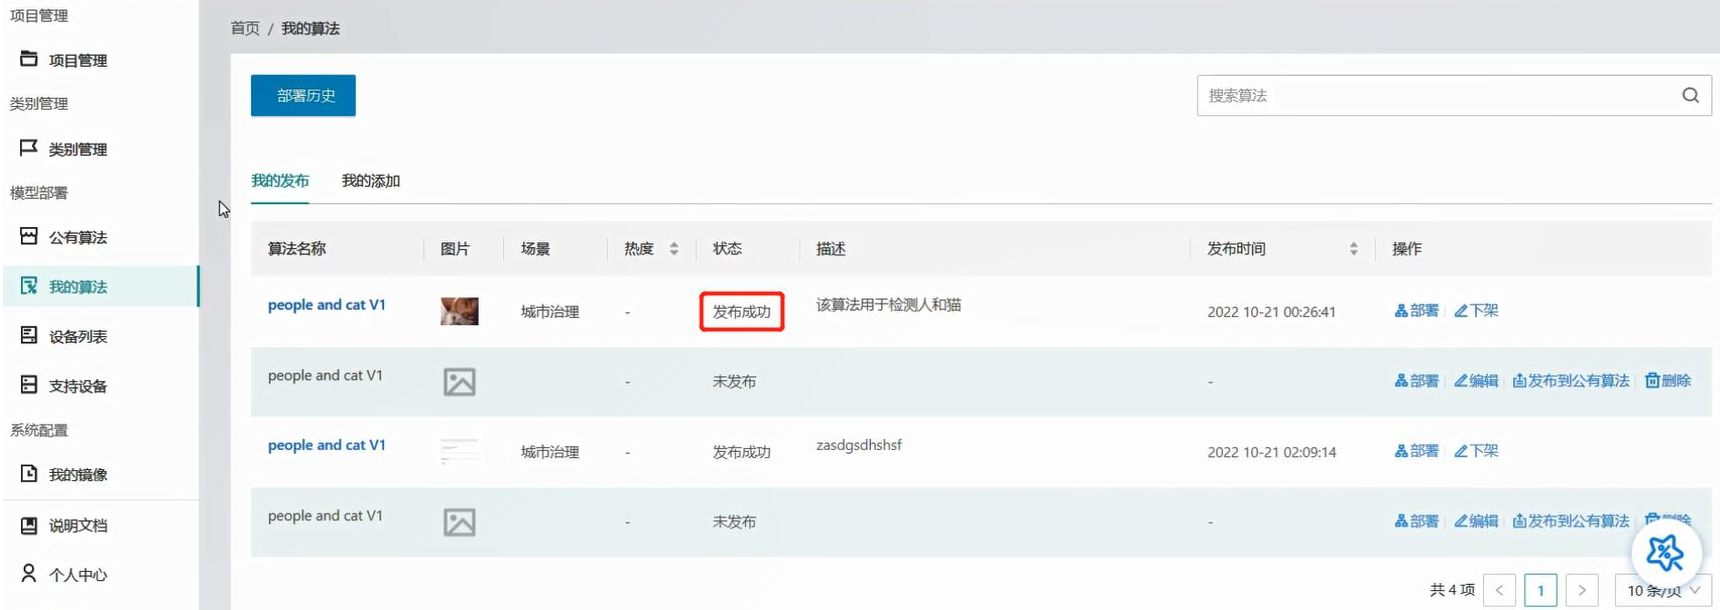 项目管理
项目管理
类别管理
类别管理
模型部署
公有算法
我的算法
设备列表
支持设备
系统配置
我的镜像
说明文档
个人中心
首页 / 我的算法
部署历史
搜索算法
我的发布 我的添加
算法名称 图片 场景 热度 状态 描述 发布时间 操作
people and cat V1 城市治理 - 发布成功 该算法用于检测人和猫 2022 10-21 00:26:41 部署 下架
people and cat V1 - 未发布 - 部署 编辑 发布到公有算法 删除
people and cat V1 城市治理 - 发布成功 zasdgsdhshsf 2022 10-21 02:09:14 部署 下架
people and cat V1 - 未发布 - 部署 编辑 发布到公有算法 删除
共 4 项 < 1 > 10 条/页